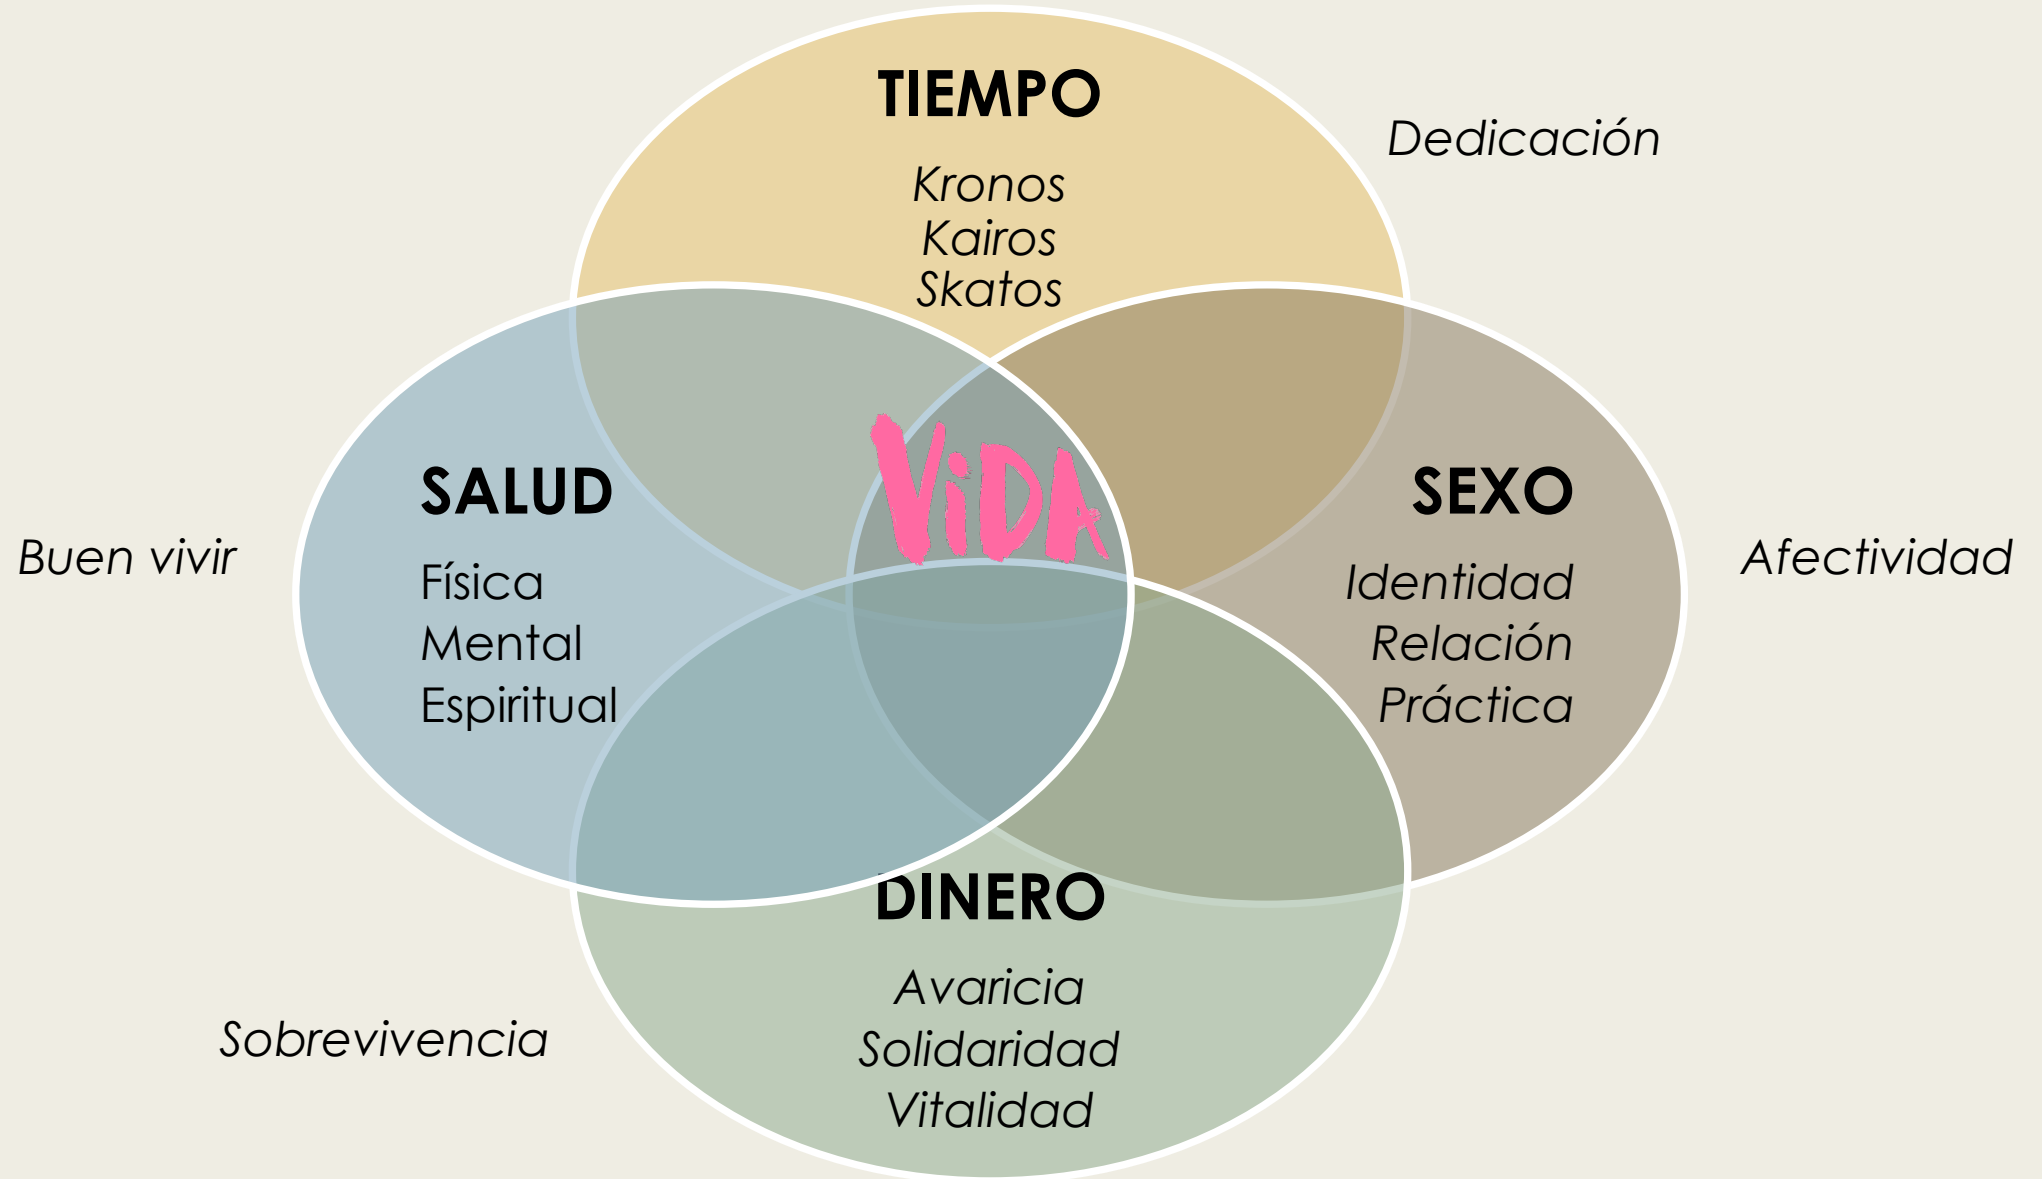 TIEMPO
Kronos
Kairos
Skatos
Dedicación
SALUD
Física
Mental
Espiritual
Buen vivir
ViDA
SEXO
Identidad
Relación
Práctica
Afectividad
DINERO
Avaricia
Solidaridad
Vitalidad
Sobrevivencia